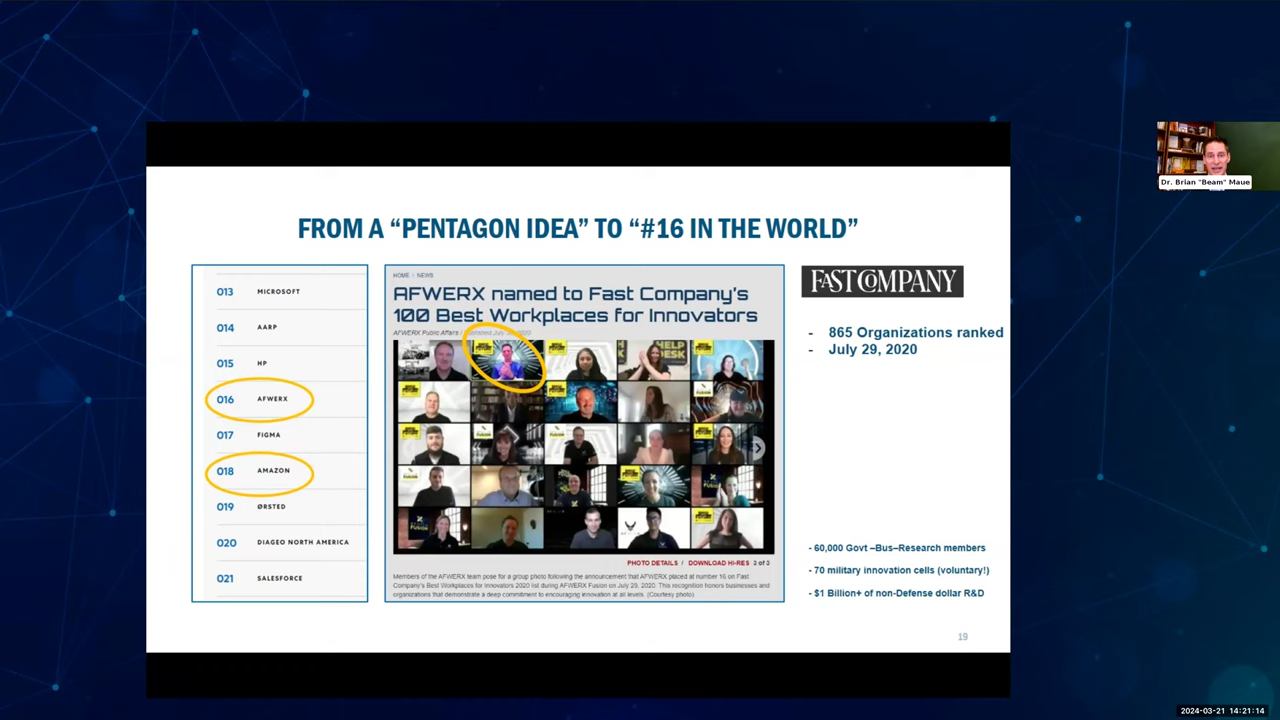 FROM A “PENTAGON IDEA” TO “#16 IN THE WORLD”
013 MICROSOFT
014 AARP
015 HP
016 AFWERX
017 FIGMA
018 AMAZON
019 ØRSTED
020 DIAGEO NORTH AMERICA
021 SALESFORCE
HOME > NEWS
AFWERX named to Fast Company's
100 Best Workplaces for Innovators
AFWERX Public Affairs / Published July 2020
PHOTO DETAILS / DOWNLOAD HI-RES 3 of 3
Members of the AFWERX team pose for a group photo following the announcement that AFWERX placed at number 16 on Fast
Company's Best Workplaces for Innovators 2020 list during AFWERX Fusion on July 29, 2020. This recognition honors businesses and
organizations that demonstrate a deep commitment to encouraging innovation at all levels. (Courtesy photo)
FAST COMPANY
- 865 Organizations ranked
- July 29, 2020
- 60,000 Govt –Bus–Research members
- 70 military innovation cells (voluntary!)
- $1 Billion+ of non-Defense dollar R&D
19
Dr. Brian "Beam" Maue
2024-03-21 14:21:14